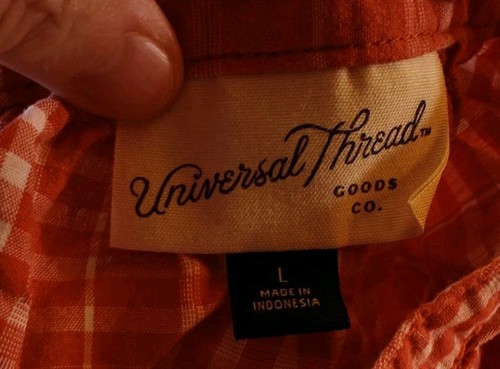 Universal Thread™
GOODS
CO.
L
MADE IN
INDONESIA